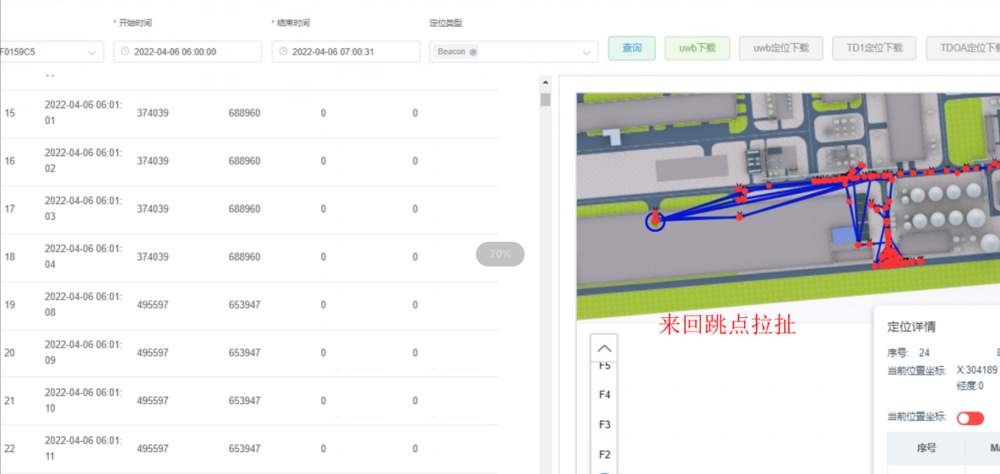 * 开始时间
* 结束时间
定位类型
F0159C5
2022-04-06 06:00:00
2022-04-06 07:00:31
Beacon
查询
uwb下载
uwb定位下载
TD1定位下载
TDOA定位下载
15 2022-04-06 06:01:01 374039 688960 0 0
16 2022-04-06 06:01:02 374039 688960 0 0
17 2022-04-06 06:01:03 374039 688960 0 0
18 2022-04-06 06:01:04 374039 688960 0 0
19 2022-04-06 06:01:08 495597 653947 0 0
20 2022-04-06 06:01:09 495597 653947 0 0
21 2022-04-06 06:01:10 495597 653947 0 0
22 2022-04-06 06:01:11 495597 653947 0 0
70%
来回跳点拉扯
F5
F4
F3
F2
定位详情
序号: 24
当前位置坐标: X:304189
经度:0
当前位置坐标:
序号